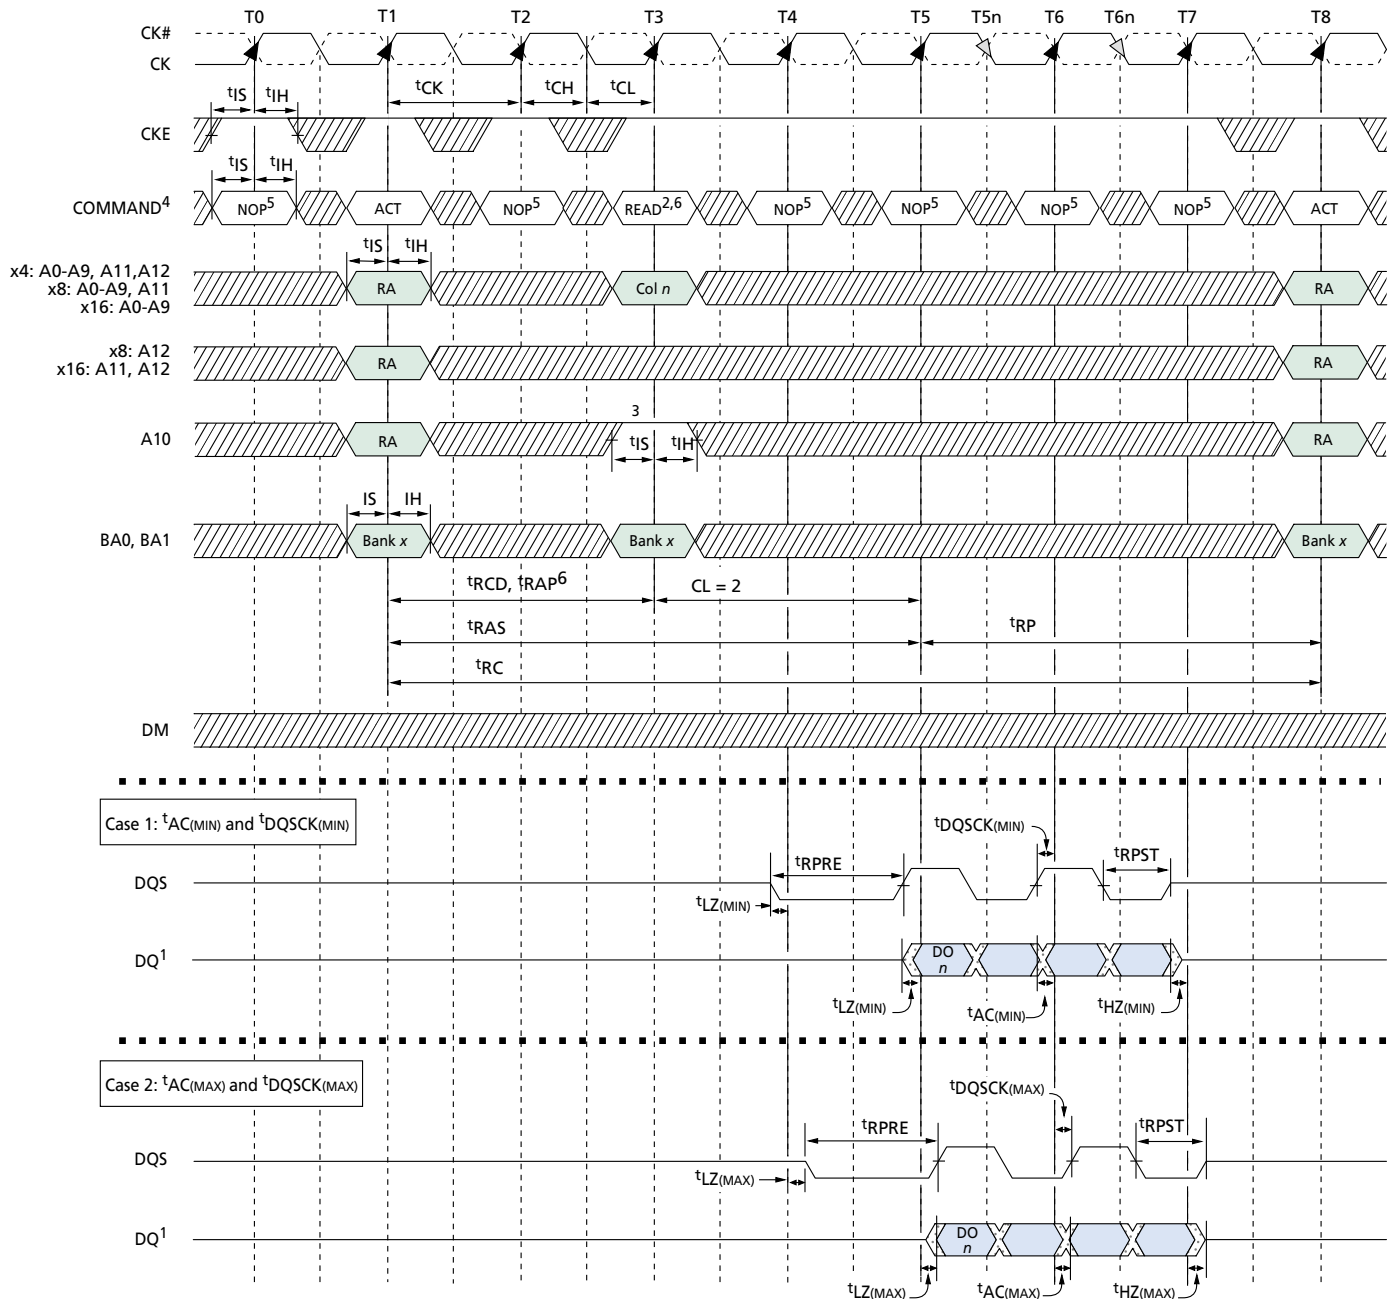 T0 T1 T2 T3 T4 T5 T5n T6 T6n T7 T8
CK#
CK
tCK tCH tCL
tIS tIH
CKE
tIS tIH
COMMAND4 NOP5 ACT NOP5 READ2,6 NOP5 NOP5 NOP5 NOP5 ACT
tIS tIH
x4: A0-A9, A11,A12
x8: A0-A9, A11
x16: A0-A9
RA Col n RA
x8: A12
x16: A11, A12
RA RA
3
A10 RA RA
tIS tIH
IS IH
BA0, BA1 Bank x Bank x Bank x
tRCD, tRAP6 CL = 2
tRAS tRP
tRC
DM
Case 1: tAC(MIN) and tDQSCK(MIN)
tDQSCK(MIN)
tRPRE tRPST
DQS
tLZ(MIN)
DQ1 DO
n
tLZ(MIN) tAC(MIN) tHZ(MIN)
Case 2: tAC(MAX) and tDQSCK(MAX)
tDQSCK(MAX)
tRPRE tRPST
DQS
tLZ(MAX)
DQ1 DO
n
tLZ(MAX) tAC(MAX) tHZ(MAX)